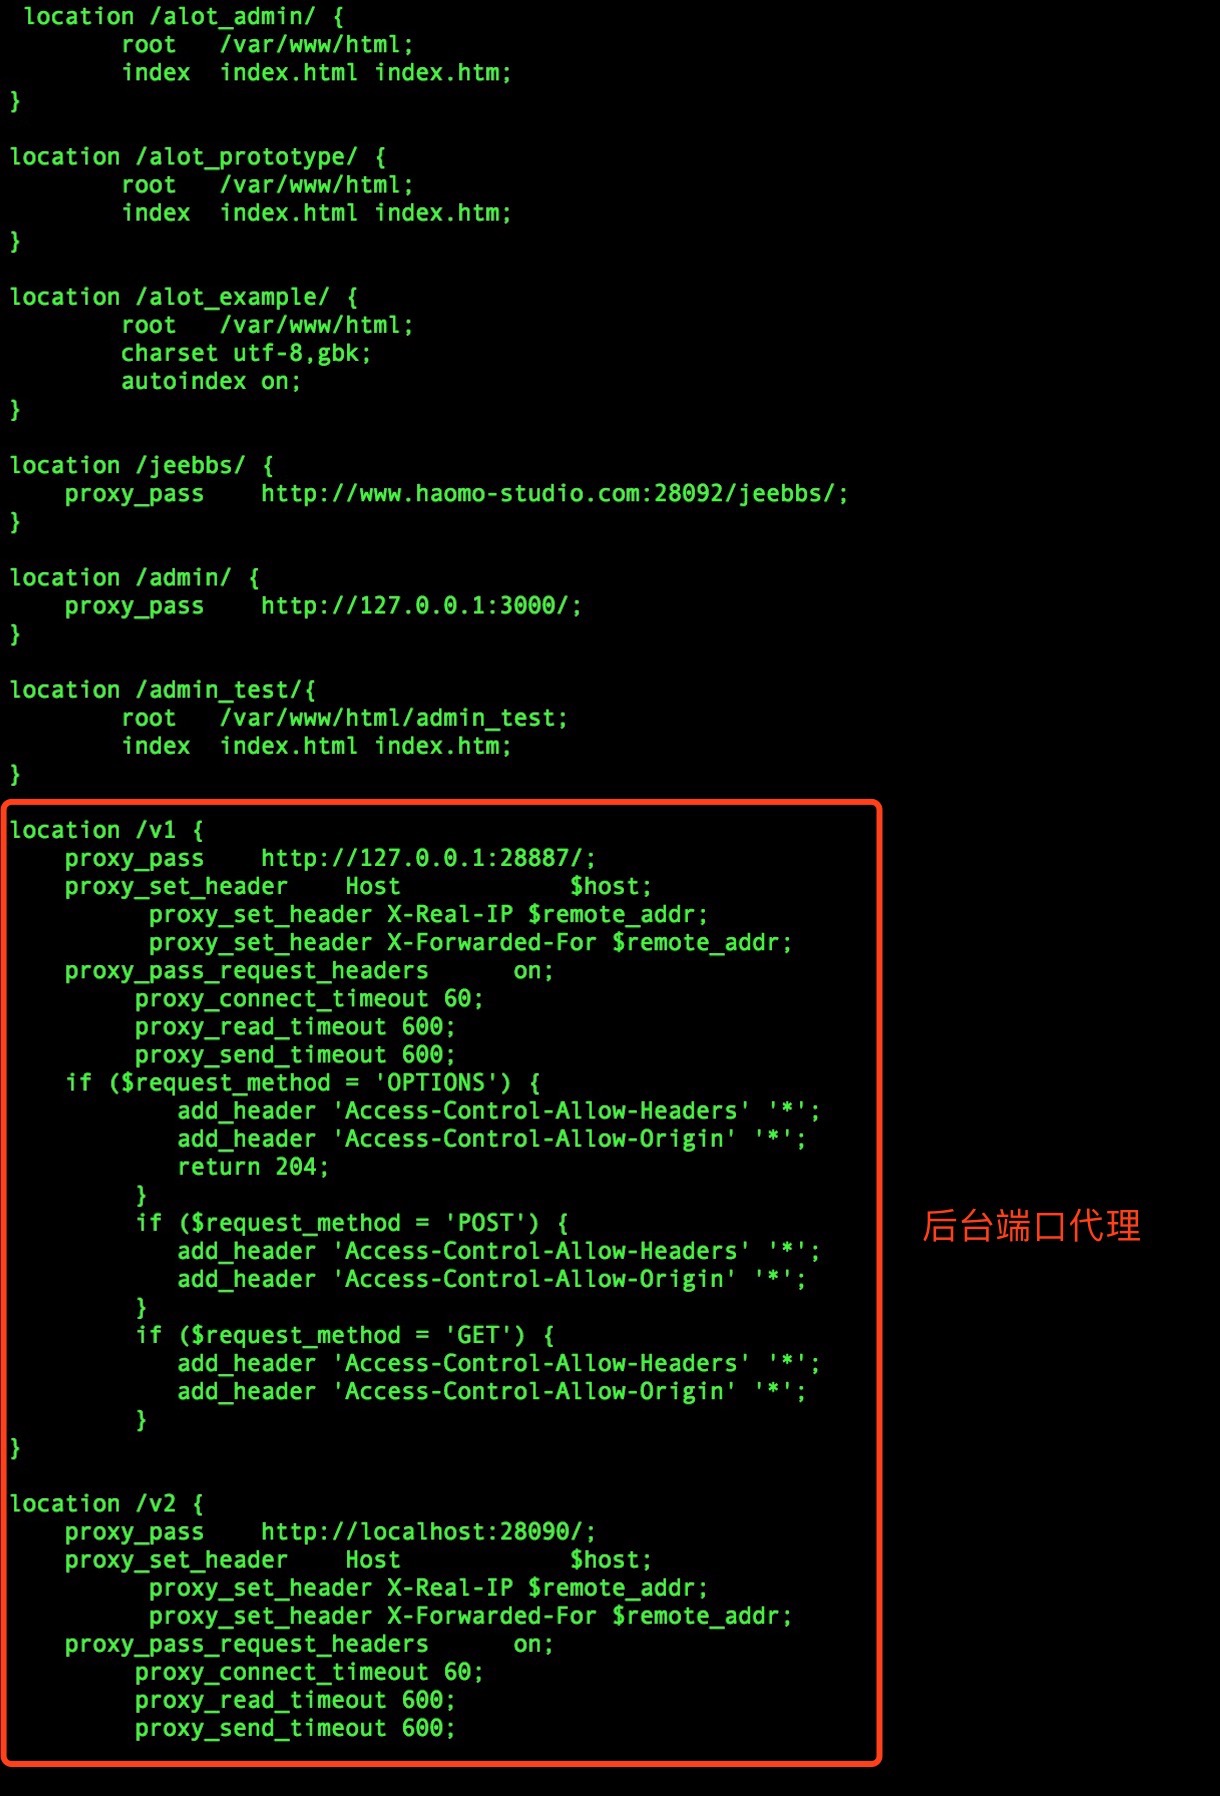 location /alot_admin/ {
root   /var/www/html;
index  index.html index.htm;
}
location /alot_prototype/ {
root   /var/www/html;
index  index.html index.htm;
}
location /alot_example/ {
root   /var/www/html;
charset utf-8,gbk;
autoindex on;
}
location /jeebbs/ {
proxy_pass    http://www.haomo-studio.com:28092/jeebbs/;
}
location /admin/ {
proxy_pass    http://127.0.0.1:3000/;
}
location /admin_test/{
root   /var/www/html/admin_test;
index  index.html index.htm;
}
location /v1 {
proxy_pass    http://127.0.0.1:28887/;
proxy_set_header    Host            $host;
proxy_set_header X-Real-IP $remote_addr;
proxy_set_header X-Forwarded-For $remote_addr;
proxy_pass_request_headers      on;
proxy_connect_timeout 60;
proxy_read_timeout 600;
proxy_send_timeout 600;
if ($request_method = 'OPTIONS') {
add_header 'Access-Control-Allow-Headers' '*';
add_header 'Access-Control-Allow-Origin' '*';
return 204;
}
if ($request_method = 'POST') {
add_header 'Access-Control-Allow-Headers' '*';
add_header 'Access-Control-Allow-Origin' '*';
}
if ($request_method = 'GET') {
add_header 'Access-Control-Allow-Headers' '*';
add_header 'Access-Control-Allow-Origin' '*';
}
}
后台端口代理
location /v2 {
proxy_pass    http://localhost:28090/;
proxy_set_header    Host            $host;
proxy_set_header X-Real-IP $remote_addr;
proxy_set_header X-Forwarded-For $remote_addr;
proxy_pass_request_headers      on;
proxy_connect_timeout 60;
proxy_read_timeout 600;
proxy_send_timeout 600;